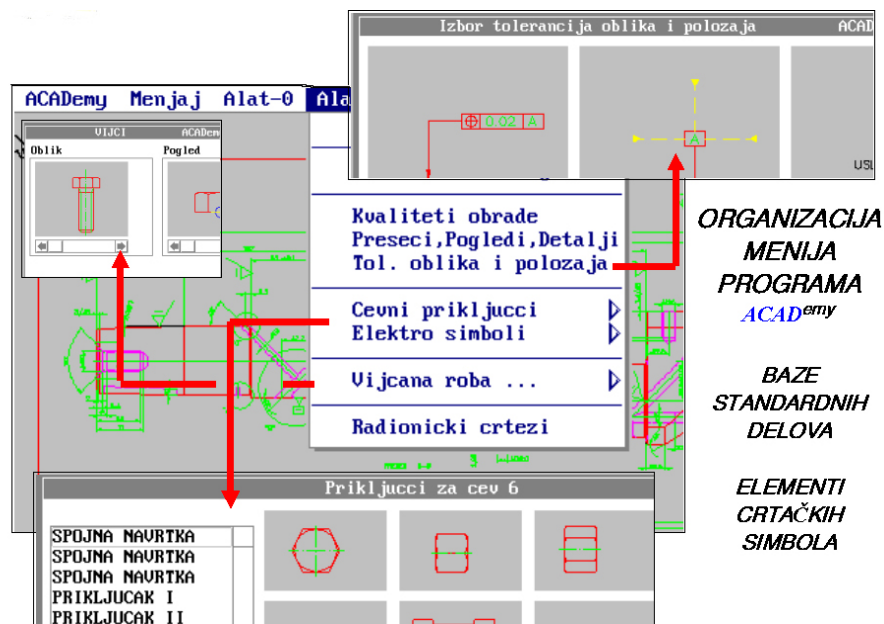 Izbor tolerancija oblika i polozaja ACAD
0.02 A
A
USL
ACADemy Menjaj Alat-0 Ala
VIJCI ACADem
Oblik Pogled
Kvaliteti obrade
Preseci,Pogledi,Detalji
Tol. oblika i polozaja
Cevni prikljucci
Elektro simboli
Vijcana roba ...
Radionicki crtezi
ORGANIZACIJA
MENIJA
PROGRAMA
ACADemy
BAZE
STANDARDNIH
DELOVA
ELEMENTI
CRTAČKIH
SIMBOLA
Prikljucci za cev 6
SPOJNA NAVRTKA
SPOJNA NAVRTKA
SPOJNA NAVRTKA
PRIKLJUCAK I
PRIKLJUCAK II